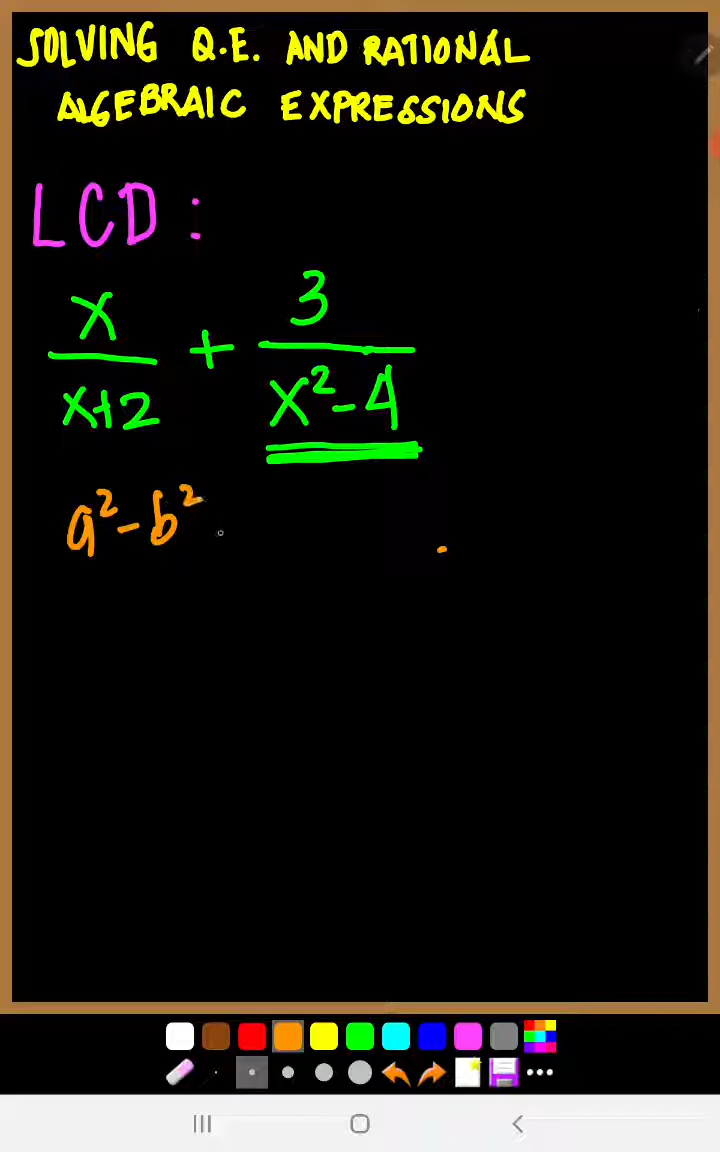 SOLVING Q.E. AND RATIONAL
ALGEBRAIC EXPRESSIONS
LCD:
x/x+2 + 3/x²-4
a²-b²